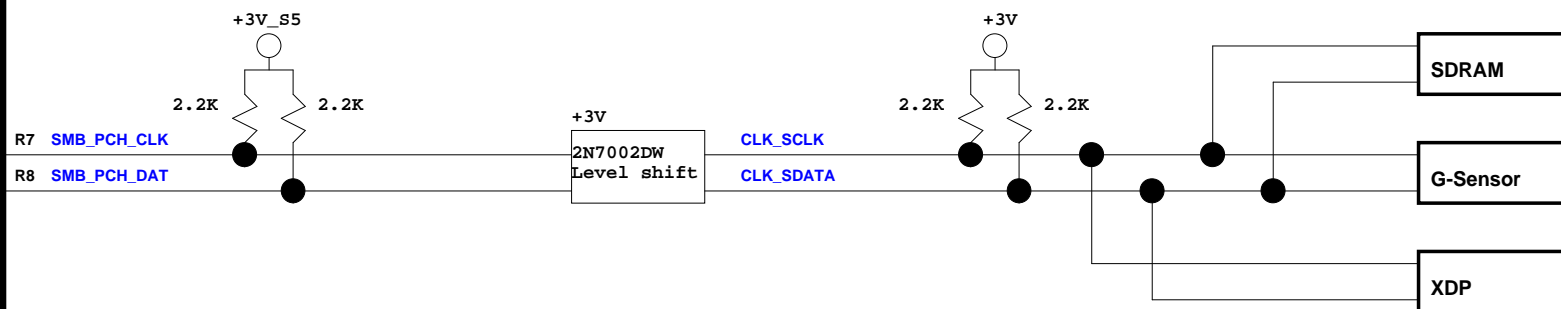 +3V_S5
+3V
SDRAM
2.2K
2.2K
2.2K
2.2K
+3V
R7 SMB_PCH_CLK
2N7002DW
Level shift
CLK_SCLK
R8 SMB_PCH_DAT
CLK_SDATA
G-Sensor
XDP